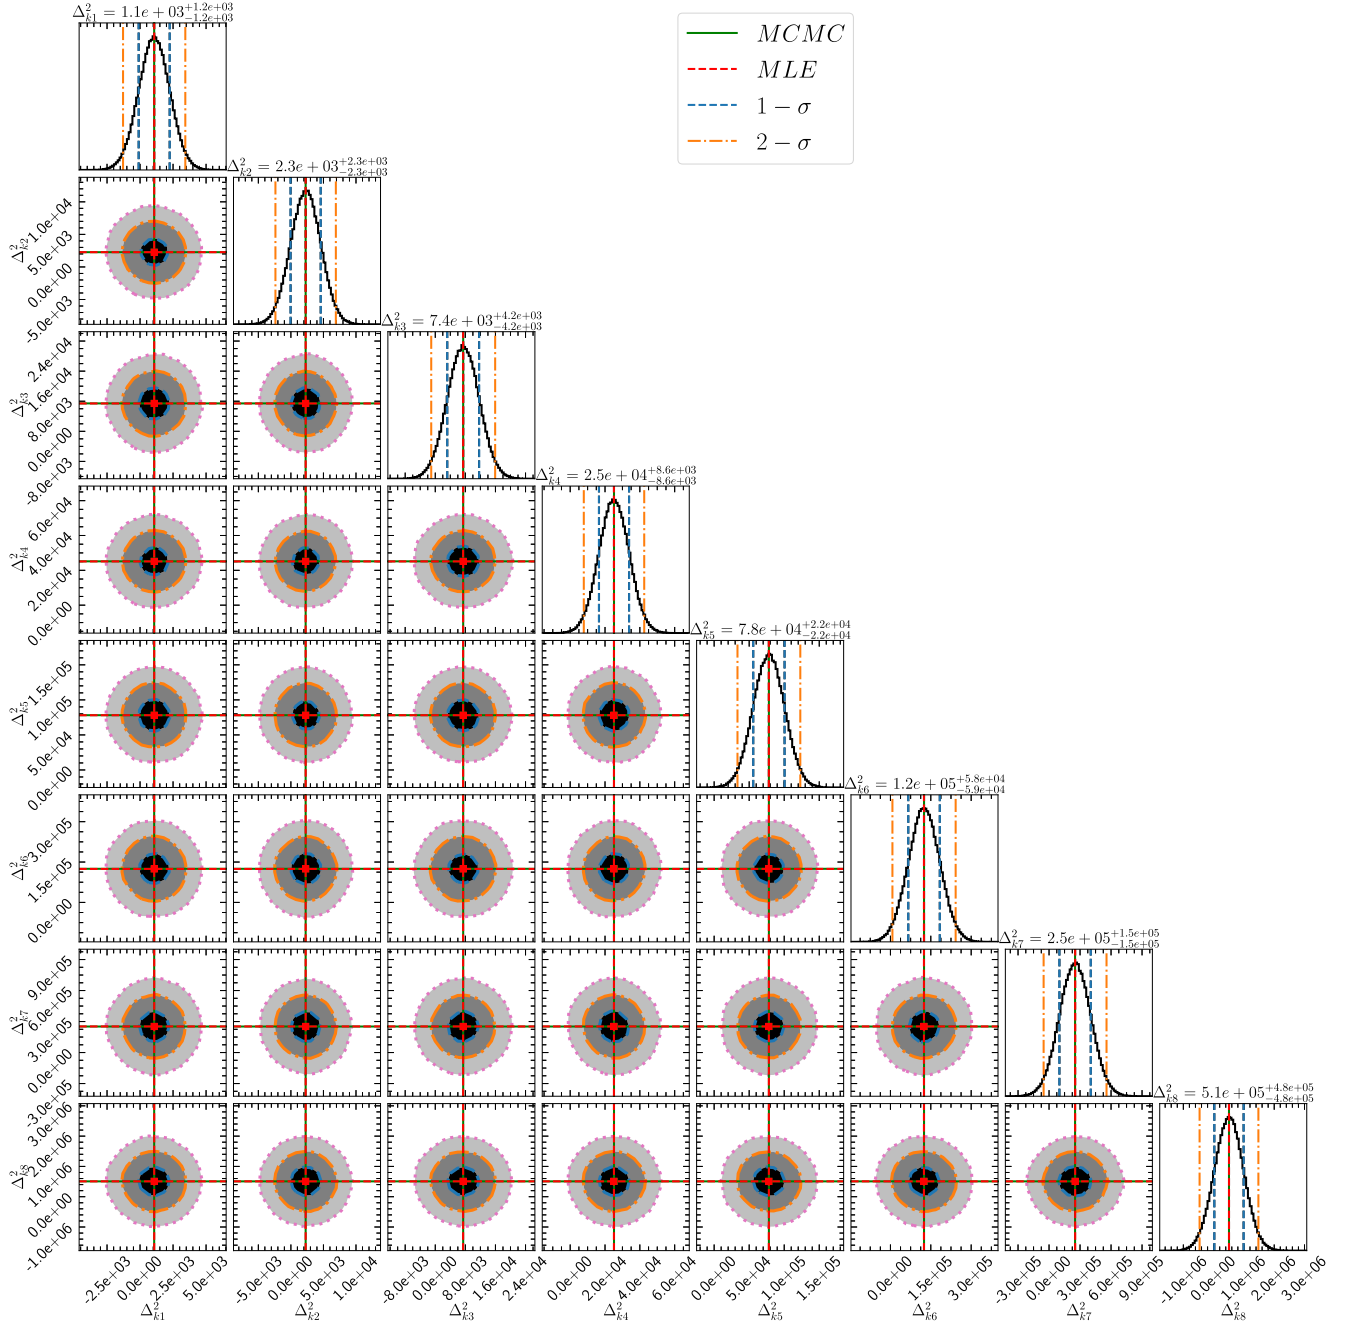 Δ²ₖ₁ = 1.1e + 03 +1.2e+03 −1.2e+03
MCMC
MLE
1 − σ
2 − σ
Δ²ₖ₂ = 2.3e + 03 +2.3e+03 −2.3e+03
Δ²ₖ₂
1.0e+04
5.0e+03
0.0e+00
-5.0e+03
Δ²ₖ₃ = 7.4e + 03 +4.2e+03 −4.2e+03
Δ²ₖ₃
2.4e+04
1.6e+04
8.0e+03
0.0e+00
-8.0e+03
Δ²ₖ₄ = 2.5e + 04 +8.6e+03 −8.6e+03
Δ²ₖ₄
6.0e+04
4.0e+04
2.0e+04
0.0e+00
Δ²ₖ₅ = 7.8e + 04 +2.2e+04 −2.2e+04
Δ²ₖ₅
1.5e+05
1.0e+05
5.0e+04
0.0e+00
Δ²ₖ₆ = 1.2e + 05 +5.8e+04 −5.9e+04
Δ²ₖ₆
3.0e+05
1.5e+05
0.0e+00
Δ²ₖ₇ = 2.5e + 05 +1.5e+05 −1.5e+05
Δ²ₖ₇
9.0e+05
6.0e+05
3.0e+05
0.0e+00
-3.0e+05
Δ²ₖ₈ = 5.1e + 05 +4.8e+05 −4.8e+05
Δ²ₖ₈
3.0e+06
2.0e+06
1.0e+06
0.0e+00
-1.0e+06
-2.5e+03 0.0e+00 2.5e+03 5.0e+03
-5.0e+03 0.0e+00 5.0e+03 1.0e+04
-8.0e+03 0.0e+00 8.0e+03 1.6e+04 2.4e+04
0.0e+00 2.0e+04 4.0e+04 6.0e+04
0.0e+00 5.0e+04 1.0e+05 1.5e+05
0.0e+00 1.5e+05 3.0e+05
-3.0e+05 0.0e+00 3.0e+05 6.0e+05 9.0e+05
-1.0e+06 0.0e+00 1.0e+06 2.0e+06 3.0e+06
Δ²ₖ₁ Δ²ₖ₂ Δ²ₖ₃ Δ²ₖ₄ Δ²ₖ₅ Δ²ₖ₆ Δ²ₖ₇ Δ²ₖ₈